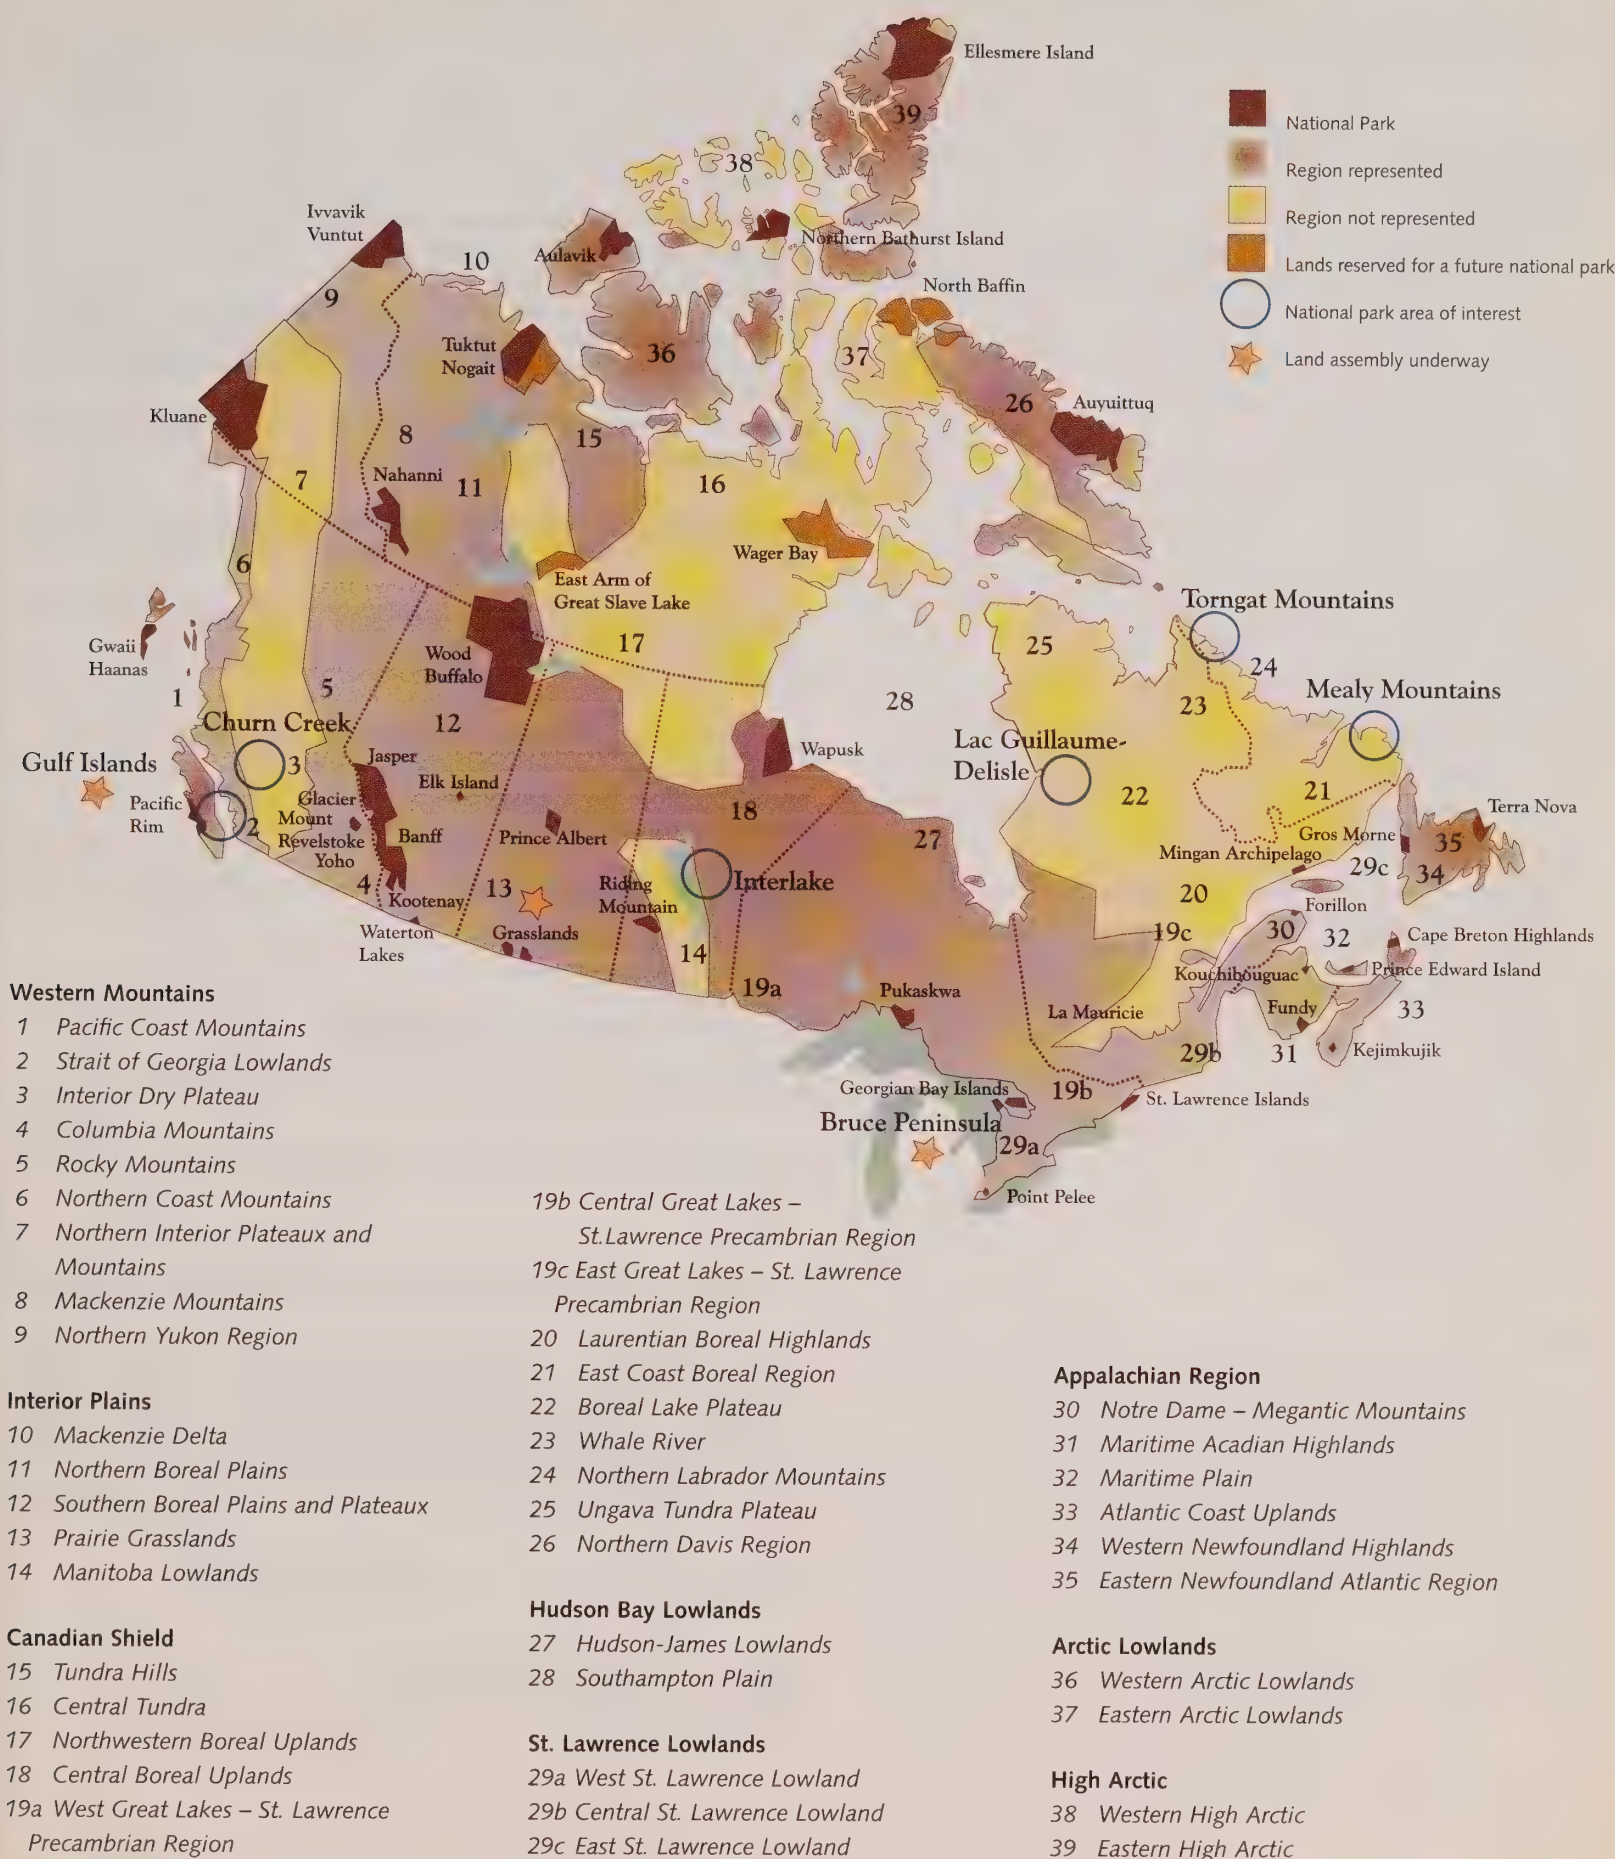 Ellesmere Island
39
National Park
Region represented
Region not represented
Lands reserved for a future national park
National park area of interest
Land assembly underway
38
Ivvavik
Vuntut
10
Aulavik
Northern Bathurst Island
9
North Baffin
Tuktut
Nogait
36
37
26
Auyuittuq
Kluane
8
15
7
Nahanni
11
16
Wager Bay
6
East Arm of
Great Slave Lake
Torngat Mountains
Gwaii
Haanas
Wood
Buffalo
17
25
24
1
5
12
28
23
Mealy Mountains
Churn Creek
Gulf Islands
3
Jasper
Wapusk
Lac Guillaume-
Delisle
Elk Island
22
21
Pacific
Rim
2
Glacier
Mount
Revelstoke
Yoho
Banff
Prince Albert
18
27
Terra Nova
Gros Morne
35
Mingan Archipelago
29c
34
4
Kootenay
13
Riding
Mountain
Interlake
20
Forillon
Waterton
Lakes
Grasslands
14
19c
30
32
Cape Breton Highlands
Kouchibouguac
Prince Edward Island
19a
Pukaskwa
La Mauricie
Fundy
33
29b
31
Kejimkujik
Georgian Bay Islands
19b
St. Lawrence Islands
Bruce Peninsula
29a
Point Pelee
Western Mountains
1 Pacific Coast Mountains
2 Strait of Georgia Lowlands
3 Interior Dry Plateau
4 Columbia Mountains
5 Rocky Mountains
6 Northern Coast Mountains
7 Northern Interior Plateaux and
Mountains
8 Mackenzie Mountains
9 Northern Yukon Region
Interior Plains
10 Mackenzie Delta
11 Northern Boreal Plains
12 Southern Boreal Plains and Plateaux
13 Prairie Grasslands
14 Manitoba Lowlands
Canadian Shield
15 Tundra Hills
16 Central Tundra
17 Northwestern Boreal Uplands
18 Central Boreal Uplands
19a West Great Lakes – St. Lawrence
Precambrian Region
19b Central Great Lakes –
St.Lawrence Precambrian Region
19c East Great Lakes – St. Lawrence
Precambrian Region
20 Laurentian Boreal Highlands
21 East Coast Boreal Region
22 Boreal Lake Plateau
23 Whale River
24 Northern Labrador Mountains
25 Ungava Tundra Plateau
26 Northern Davis Region
Hudson Bay Lowlands
27 Hudson-James Lowlands
28 Southampton Plain
St. Lawrence Lowlands
29a West St. Lawrence Lowland
29b Central St. Lawrence Lowland
29c East St. Lawrence Lowland
Appalachian Region
30 Notre Dame – Megantic Mountains
31 Maritime Acadian Highlands
32 Maritime Plain
33 Atlantic Coast Uplands
34 Western Newfoundland Highlands
35 Eastern Newfoundland Atlantic Region
Arctic Lowlands
36 Western Arctic Lowlands
37 Eastern Arctic Lowlands
High Arctic
38 Western High Arctic
39 Eastern High Arctic